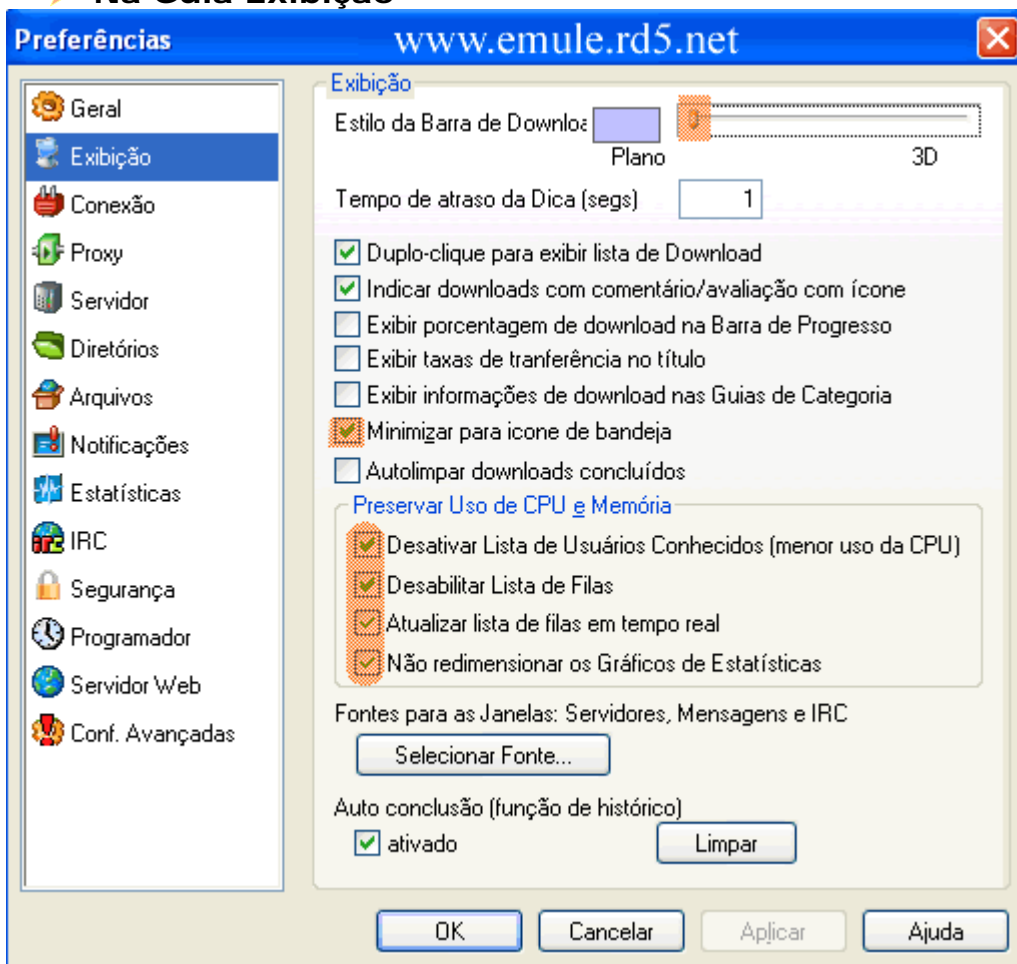 Na Guia Exibição
Preferências
www.emule.rd5.net
Geral
Exibição
Conexão
Proxy
Servidor
Diretórios
Arquivos
Notificações
Estatísticas
IRC
Segurança
Programador
Servidor Web
Conf. Avançadas
Exibição
Estilo da Barra de Downloa
Plano 3D
Tempo de atraso da Dica (segs) 1
Duplo-clique para exibir lista de Download
Indicar downloads com comentário/avaliação com ícone
Exibir porcentagem de download na Barra de Progresso
Exibir taxas de tranferência no título
Exibir informações de download nas Guias de Categoria
Minimizar para icone de bandeja
Autolimpar downloads concluídos
Preservar Uso de CPU e Memória
Desativar Lista de Usuários Conhecidos (menor uso da CPU)
Desabilitar Lista de Filas
Atualizar lista de filas em tempo real
Não redimensionar os Gráficos de Estatísticas
Fontes para as Janelas: Servidores, Mensagens e IRC
Selecionar Fonte...
Auto conclusão (função de histórico)
ativado Limpar
OK Cancelar Aplicar Ajuda